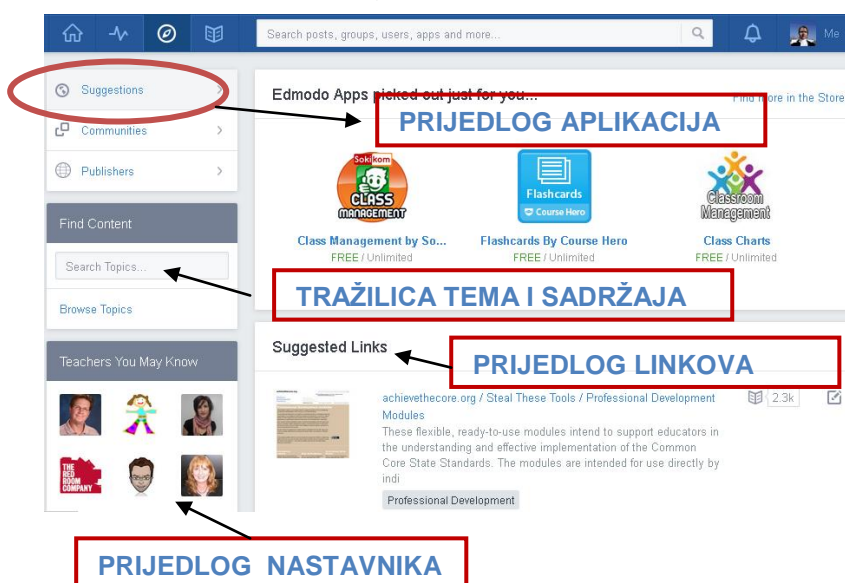 Search posts, groups, users, apps and more...
Me
Suggestions
Communities
Publishers
Find Content
Search Topics...
Browse Topics
Teachers You May Know
THE
RED
ROOM
COMPANY
PRIJEDLOG NASTAVNIKA
Edmodo Apps picked out just for you...
Find more in the Store
PRIJEDLOG APLIKACIJA
Sokikom
CLASS
MANAGEMENT
Flashcards
Course Hero
Classroom
Management
Class Management by So...
FREE / Unlimited
Flashcards By Course Hero
FREE / Unlimited
Class Charts
FREE / Unlimited
TRAŽILICA TEMA I SADRŽAJA
Suggested Links
PRIJEDLOG LINKOVA
achievethecore.org / Steal These Tools / Professional Development
Modules
2.3k
These flexible, ready-to-use modules intend to support educators in
the understanding and effective implementation of the Common
Core State Standards. The modules are intended for use directly by
indi
Professional Development